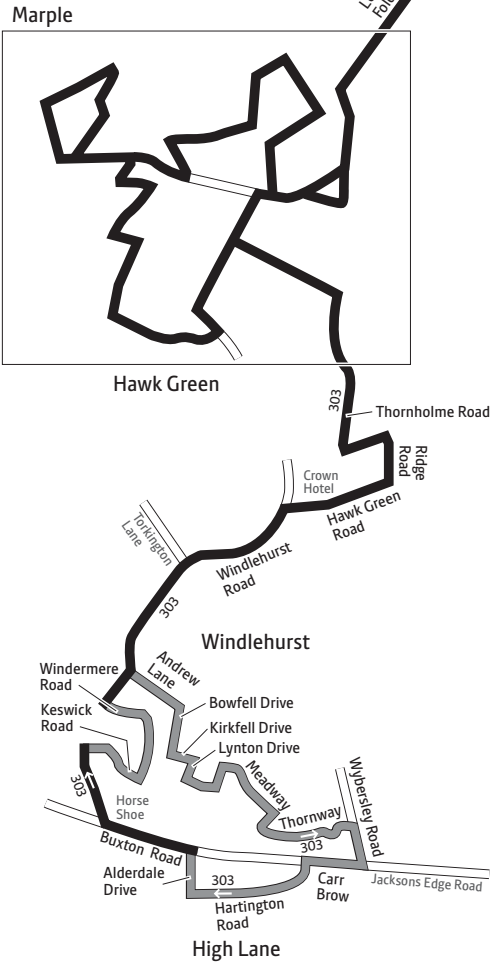 Marple
Hawk Green
303
Thornholme Road
Ridge
Road
Crown
Hotel
Hawk Green
Road
Torkington
Lane
Windlehurst
Road
303
Windlehurst
Andrew
Lane
Windermere
Road
Keswick
Road
Bowfell Drive
Kirkfell Drive
Lynton Drive
Meadway
Wybersley Road
303
Horse
Shoe
Thornway
303
Buxton Road
Alderdale
Drive
303
Carr
Brow
Jacksons Edge Road
Hartington
Road
High Lane